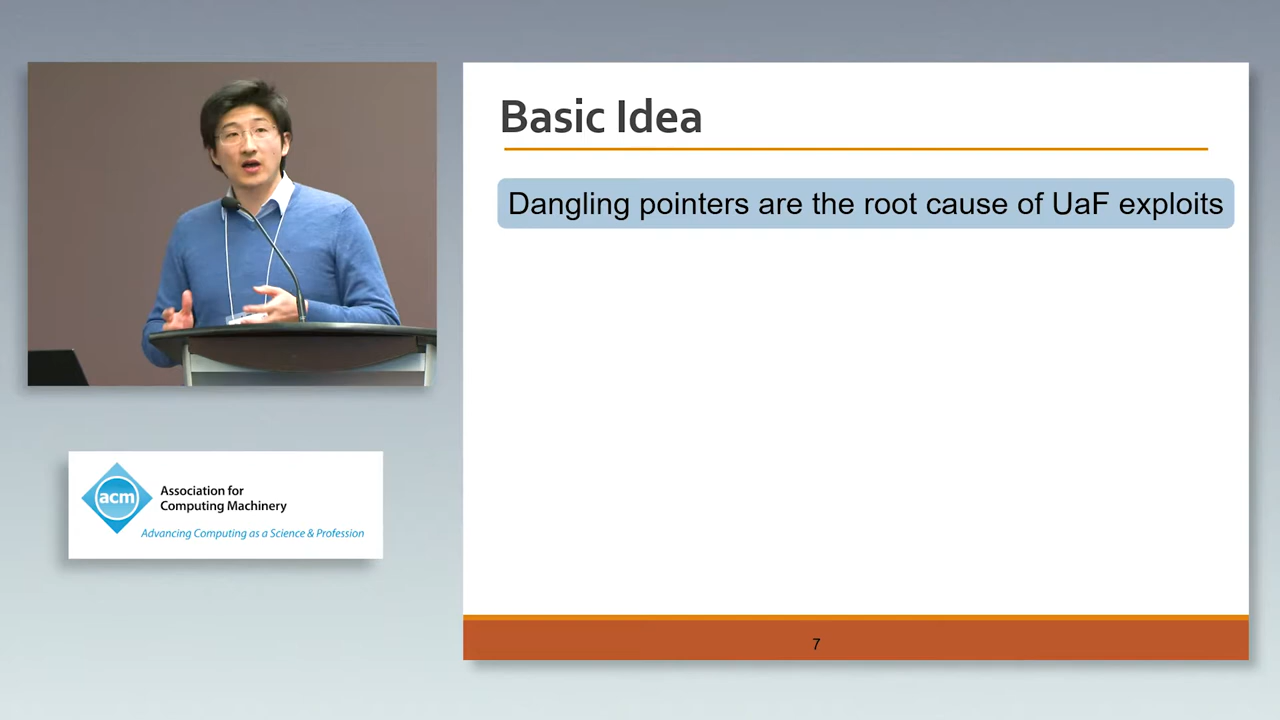 Basic Idea
Dangling pointers are the root cause of UaF exploits
acm
Association for
Computing Machinery
Advancing Computing as a Science & Profession
7